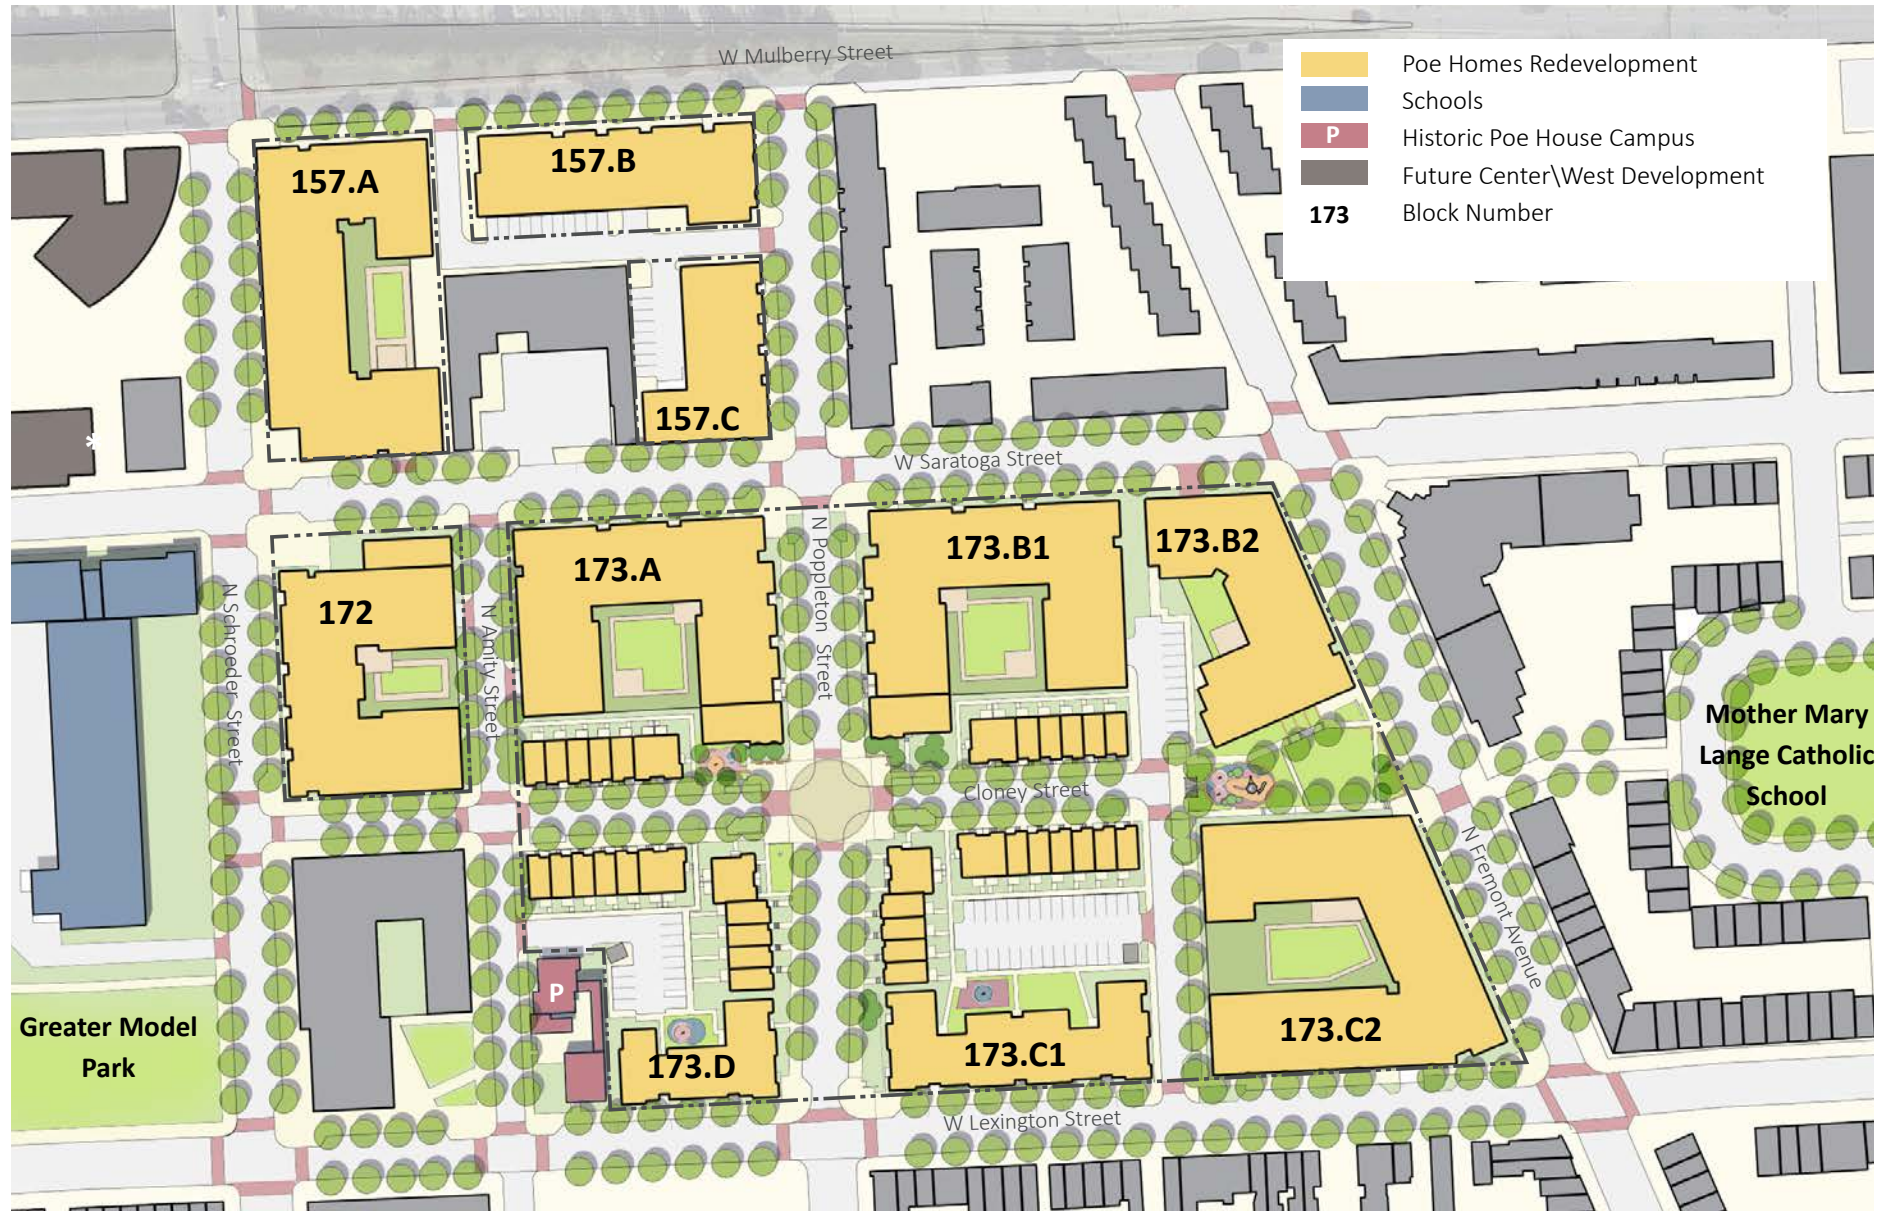 W Mulberry Street
Poe Homes Redevelopment
Schools
P
Historic Poe House Campus
Future Center\West Development
173
Block Number
157.A
157.B
157.C
*
W Saratoga Street
172
173.A
173.B1
173.B2
N Schroeder Street
N Amity Street
N Poppleton Street
Mother Mary
Lange Catholic
School
Cloney Street
N Fremont Avenue
P
Greater Model
Park
173.D
173.C1
173.C2
W Lexington Street